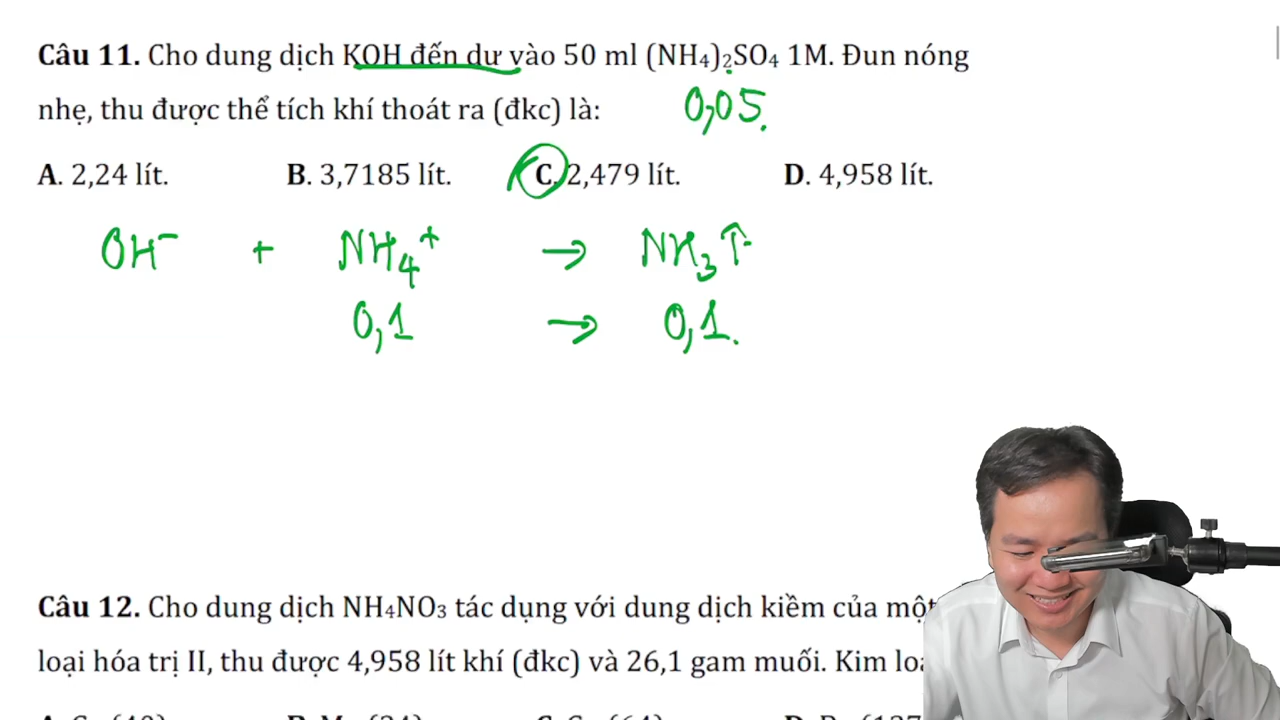 Câu 11. Cho dung dịch KOH đến dư vào 50 ml (NH₄)₂SO₄ 1M. Đun nóng
nhẹ, thu được thể tích khí thoát ra (đkc) là:
0,05.
A. 2,24 lít. B. 3,7185 lít. C. 2,479 lít. D. 4,958 lít.
OH⁻ + NH₄⁺ → NH₃↑
0,1 → 0,1.
Câu 12. Cho dung dịch NH₄NO₃ tác dụng với dung dịch kiềm của một
loại hóa trị II, thu được 4,958 lít khí (đkc) và 26,1 gam muối. Kim